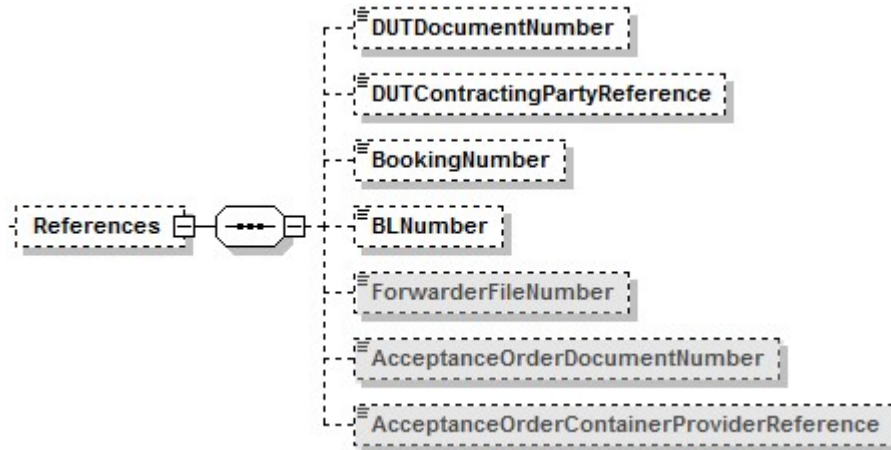 DUTDocumentNumber
DUTContractingPartyReference
BookingNumber
References
BLNumber
ForwarderFileNumber
AcceptanceOrderDocumentNumber
AcceptanceOrderContainerProviderReference